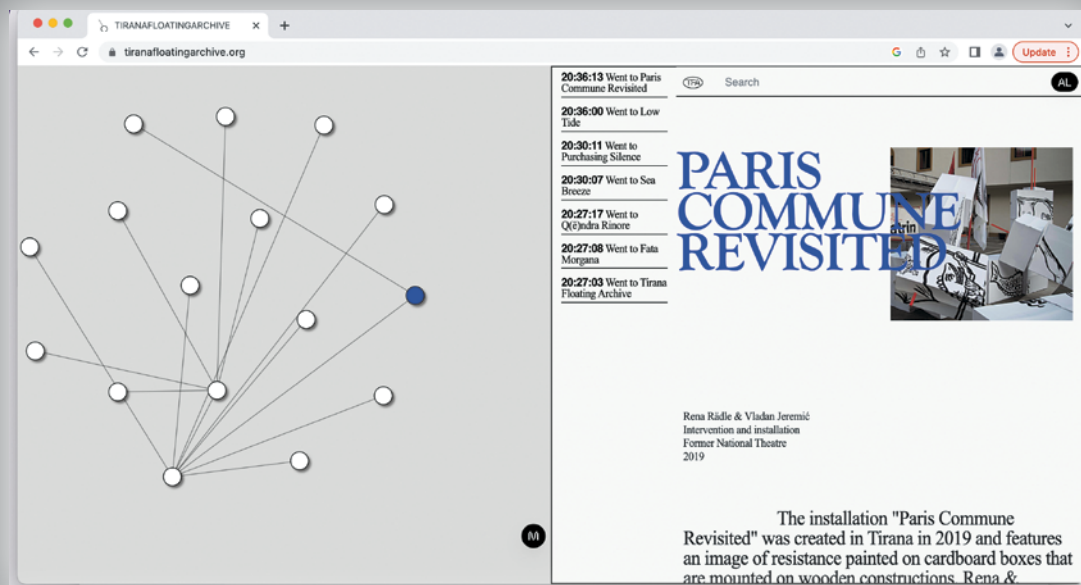 TIRANAFLOATINGARCHIVE
tiranafloatingarchive.org
Update
20:36:13 Went to Paris
Commune Revisited
20:36:00 Went to Low
Tide
20:30:11 Went to
Purchasing Silence
20:30:07 Went to Sea
Breeze
20:27:17 Went to
Q(ë)ndra Rinore
20:27:08 Went to Fata
Morgana
20:27:03 Went to Tirana
Floating Archive
M
TFA
Search
AL
PARIS
COMMUNE
REVISITED
Rena Rädle & Vladan Jeremić
Intervention and installation
Former National Theatre
2019
The installation "Paris Commune
Revisited" was created in Tirana in 2019 and features
an image of resistance painted on cardboard boxes that
are mounted on wooden constructions. Rena &